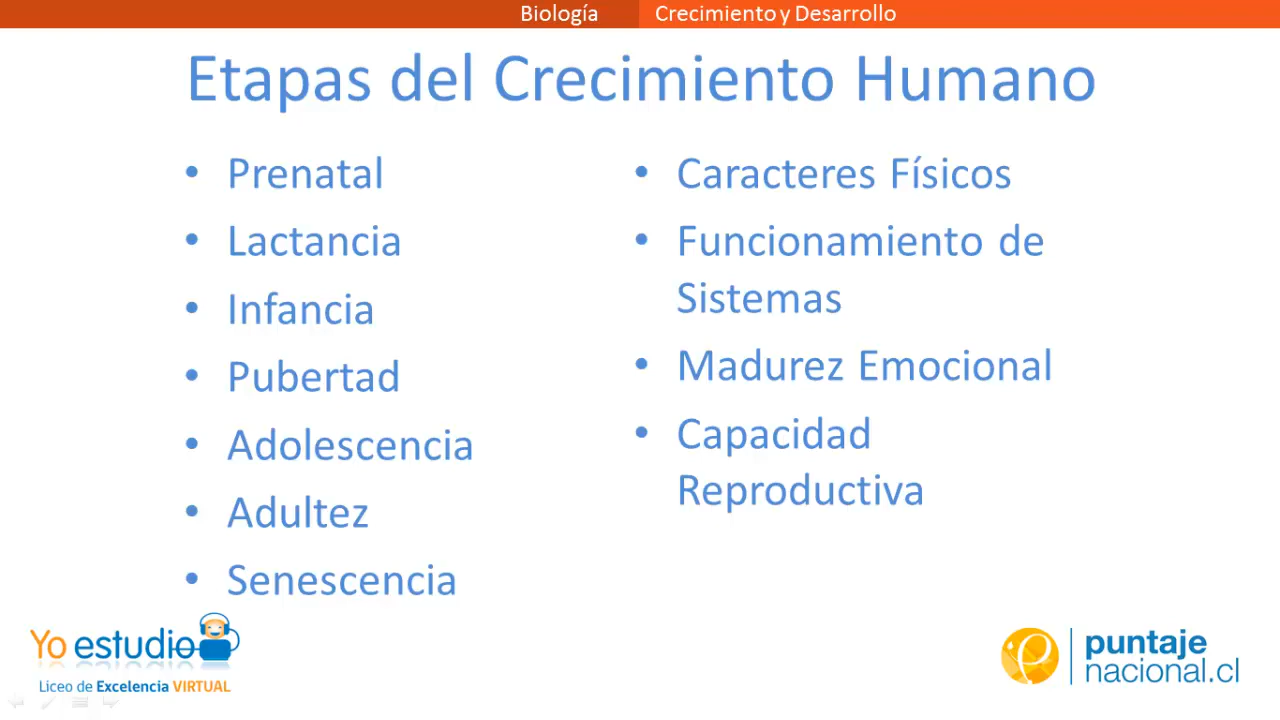 Biología
Crecimiento y Desarrollo
Etapas del Crecimiento Humano
• Prenatal
• Lactancia
• Infancia
• Pubertad
• Adolescencia
• Adultez
• Senescencia
• Caracteres Físicos
• Funcionamiento de
Sistemas
• Madurez Emocional
• Capacidad
Reproductiva
Yo estudio
Liceo de Excelencia VIRTUAL
puntaje
nacional.cl